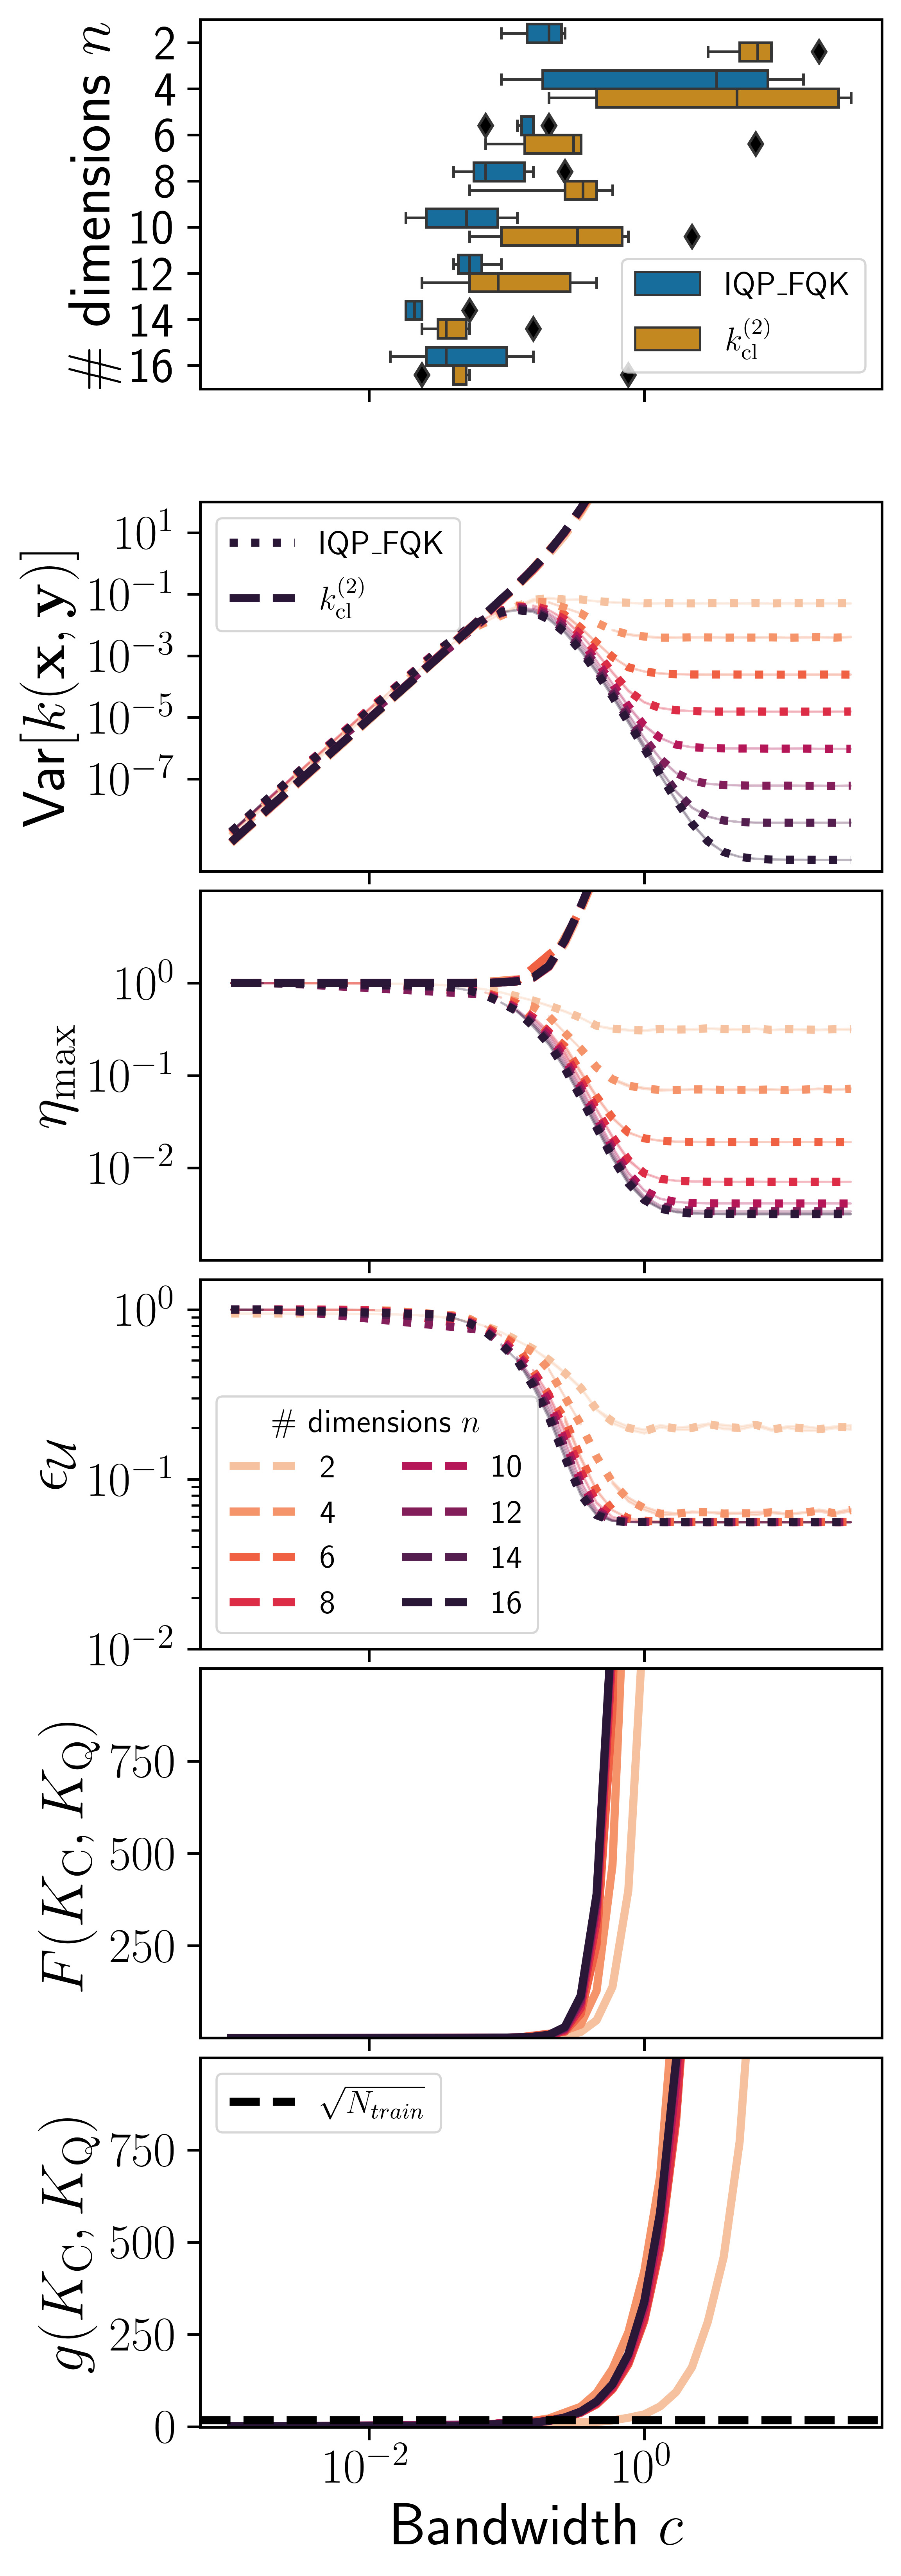 # dimensions n
2
4
6
8
10
12
14
16
IQP_FQK
k_cl^(2)
Var[k(x, y)]
10^1
10^-1
10^-3
10^-5
10^-7
IQP_FQK
k_cl^(2)
η_max
10^0
10^-1
10^-2
ϵ_𝒰
10^0
10^-1
10^-2
# dimensions n
2 10
4 12
6 14
8 16
F(K_C, K_Q)
750
500
250
g(K_C, K_Q)
750
500
250
0
√N_train
10^-2 10^0
Bandwidth c